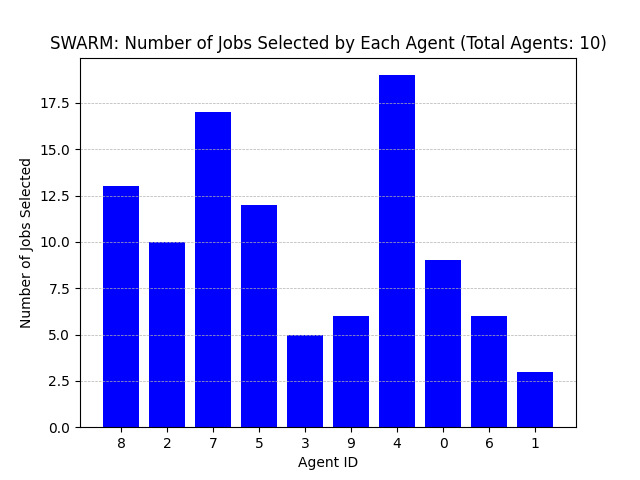 SWARM: Number of Jobs Selected by Each Agent (Total Agents: 10)
Number of Jobs Selected
17.5
15.0
12.5
10.0
7.5
5.0
2.5
0.0
8 2 7 5 3 9 4 0 6 1
Agent ID